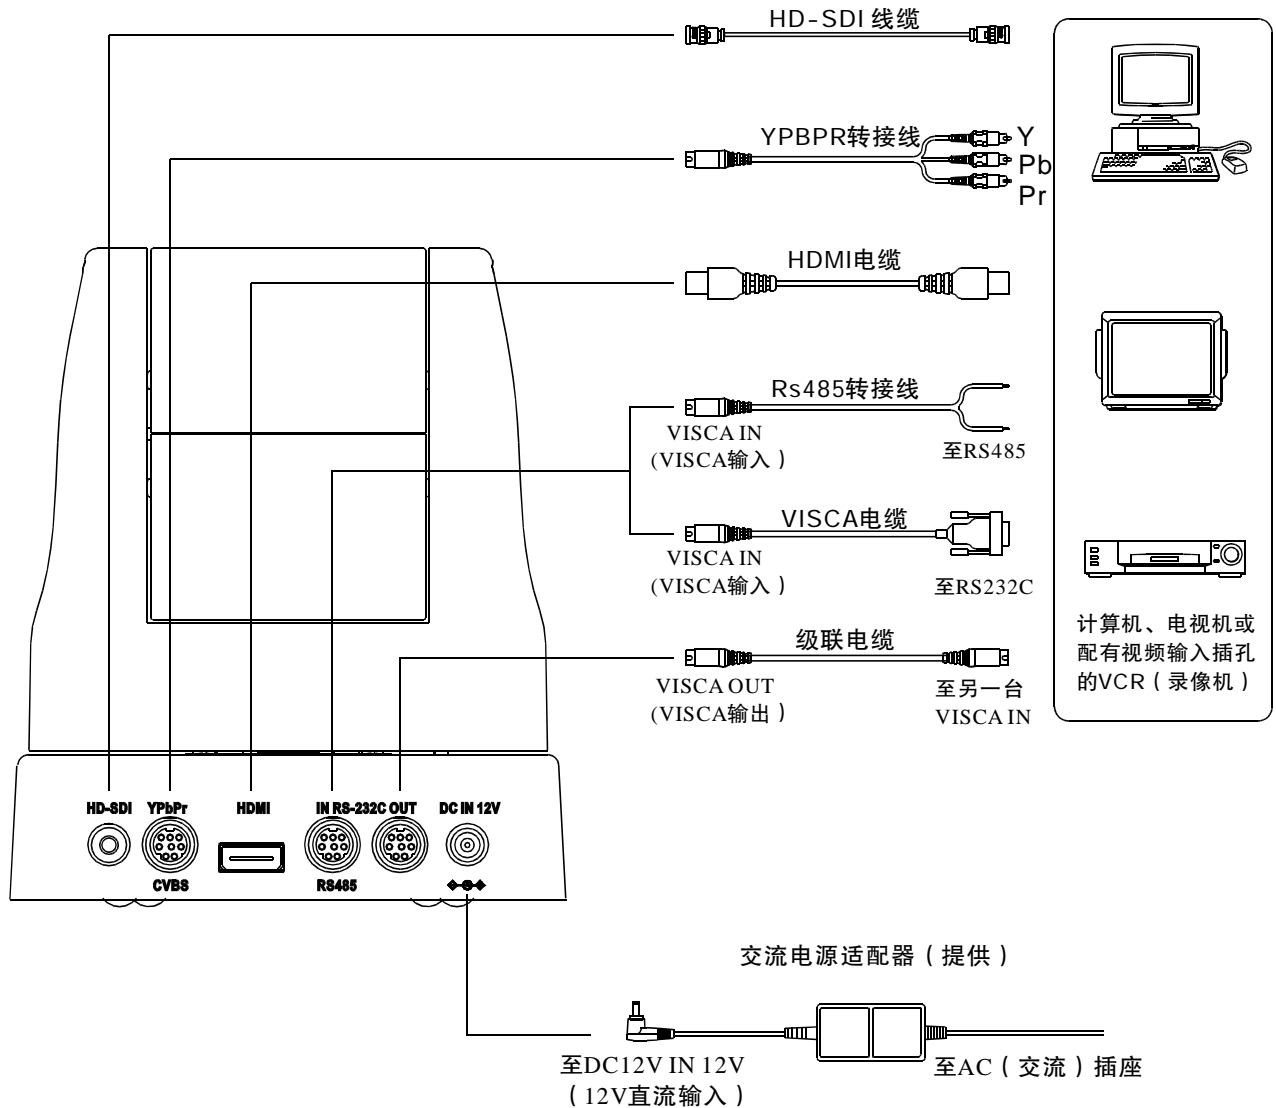 HD-SDI 线缆
YPBPR转接线
Y
Pb
Pr
HDMI电缆
Rs485转接线
VISCA IN
(VISCA输入）
至RS485
VISCA电缆
VISCA IN
(VISCA输入）
至RS232C
级联电缆
VISCA OUT
(VISCA输出）
至另一台
VISCA IN
计算机、电视机或
配有视频输入插孔
的VCR（录像机）
HD-SDI
YPbPr
HDMI
IN RS-232C OUT
DC IN 12V
CVBS
RS485
交流电源适配器（提供）
至DC12V IN 12V
（12V直流输入）
至AC（交流）插座